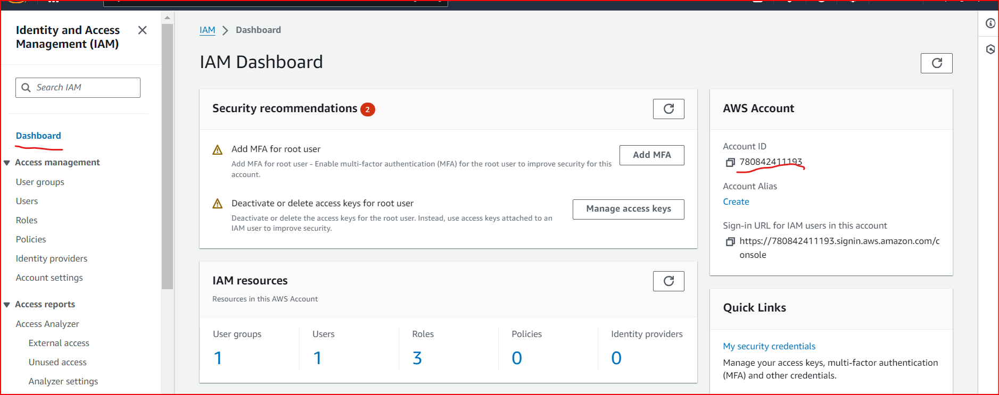 Identity and Access
Management (IAM)
Search IAM
Dashboard
Access management
User groups
Users
Roles
Policies
Identity providers
Account settings
Access reports
Access Analyzer
External access
Unused access
Analyzer settings
IAM
Dashboard
IAM Dashboard
Security recommendations 2
Add MFA for root user
Add MFA for root user - Enable multi-factor authentication (MFA) for the root user to improve security for this
account.
Add MFA
Deactivate or delete access keys for root user
Deactivate or delete the access keys for the root user. Instead, use access keys attached to an
IAM user to improve security.
Manage access keys
IAM resources
Resources in this AWS Account
User groups
1
Users
1
Roles
3
Policies
0
Identity providers
0
AWS Account
Account ID
780842411193
Account Alias
Create
Sign-in URL for IAM users in this account
https://780842411193.signin.aws.amazon.com/c
onsole
Quick Links
My security credentials
Manage your access keys, multi-factor authentication
(MFA) and other credentials.